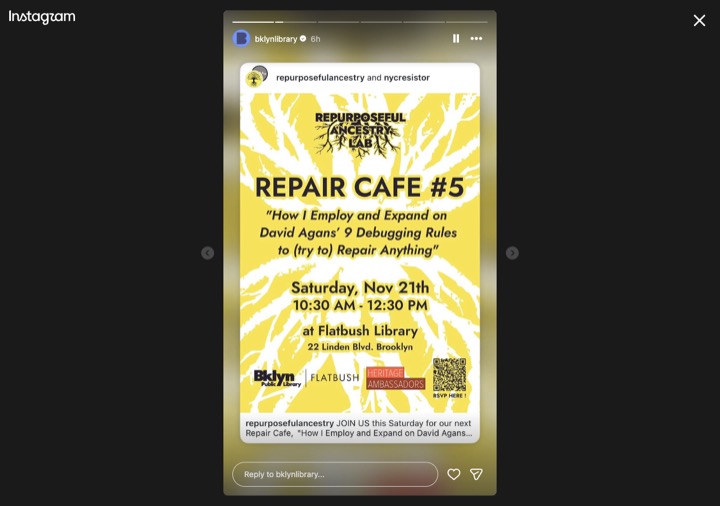 Instagram
bklynlibrary 6h
repurposefulancestry and nycresistor
REPURPOSEFUL
ANCESTRY
LAB
REPAIR CAFE #5
"How I Employ and Expand on
David Agans' 9 Debugging Rules
to (try to) Repair Anything"
Saturday, Nov 21th
10:30 AM - 12:30 PM
at Flatbush Library
22 Linden Blvd. Brooklyn
Bklyn
Public Library
FLATBUSH
HERITAGE
AMBASSADORS
RSVP HERE !
repurposefulancestry JOIN US this Saturday for our next
Repair Cafe, "How I Employ and Expand on David Agans...
Reply to bklynlibrary...